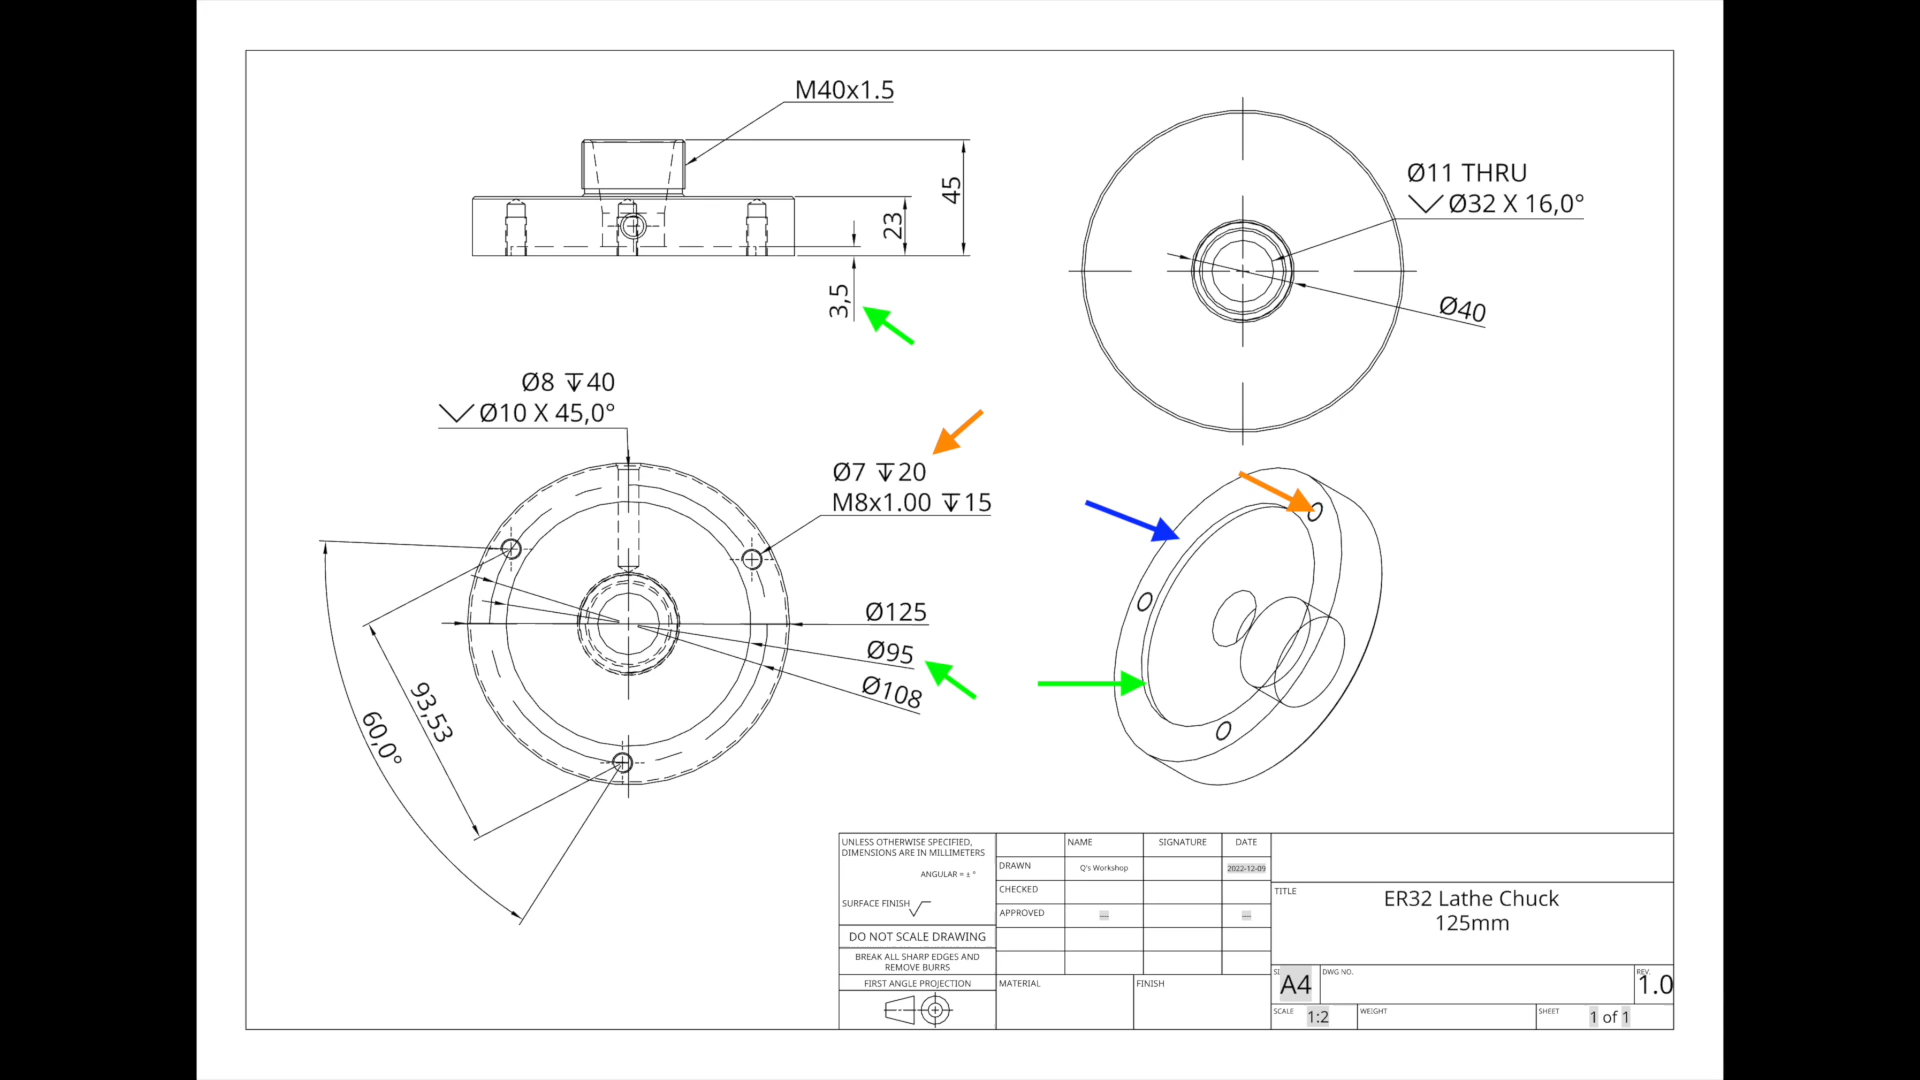 M40x1.5
45
23
3,5
Ø11 THRU
⌵ Ø32 X 16,0°
Ø40
Ø8 ↧40
⌵ Ø10 X 45,0°
Ø7 ↧20
M8x1.00 ↧15
Ø125
Ø95
Ø108
93,53
60,0°
UNLESS OTHERWISE SPECIFIED,
DIMENSIONS ARE IN MILLIMETERS
ANGULAR = ± °
SURFACE FINISH √
DO NOT SCALE DRAWING
BREAK ALL SHARP EDGES AND
REMOVE BURRS
FIRST ANGLE PROJECTION
NAME SIGNATURE DATE
DRAWN Q's Workshop 2022-12-09
CHECKED
APPROVED — —
MATERIAL FINISH
TITLE
ER32 Lathe Chuck
125mm
A4 DWG NO. REV. 1.0
SCALE 1:2 WEIGHT SHEET 1 of 1